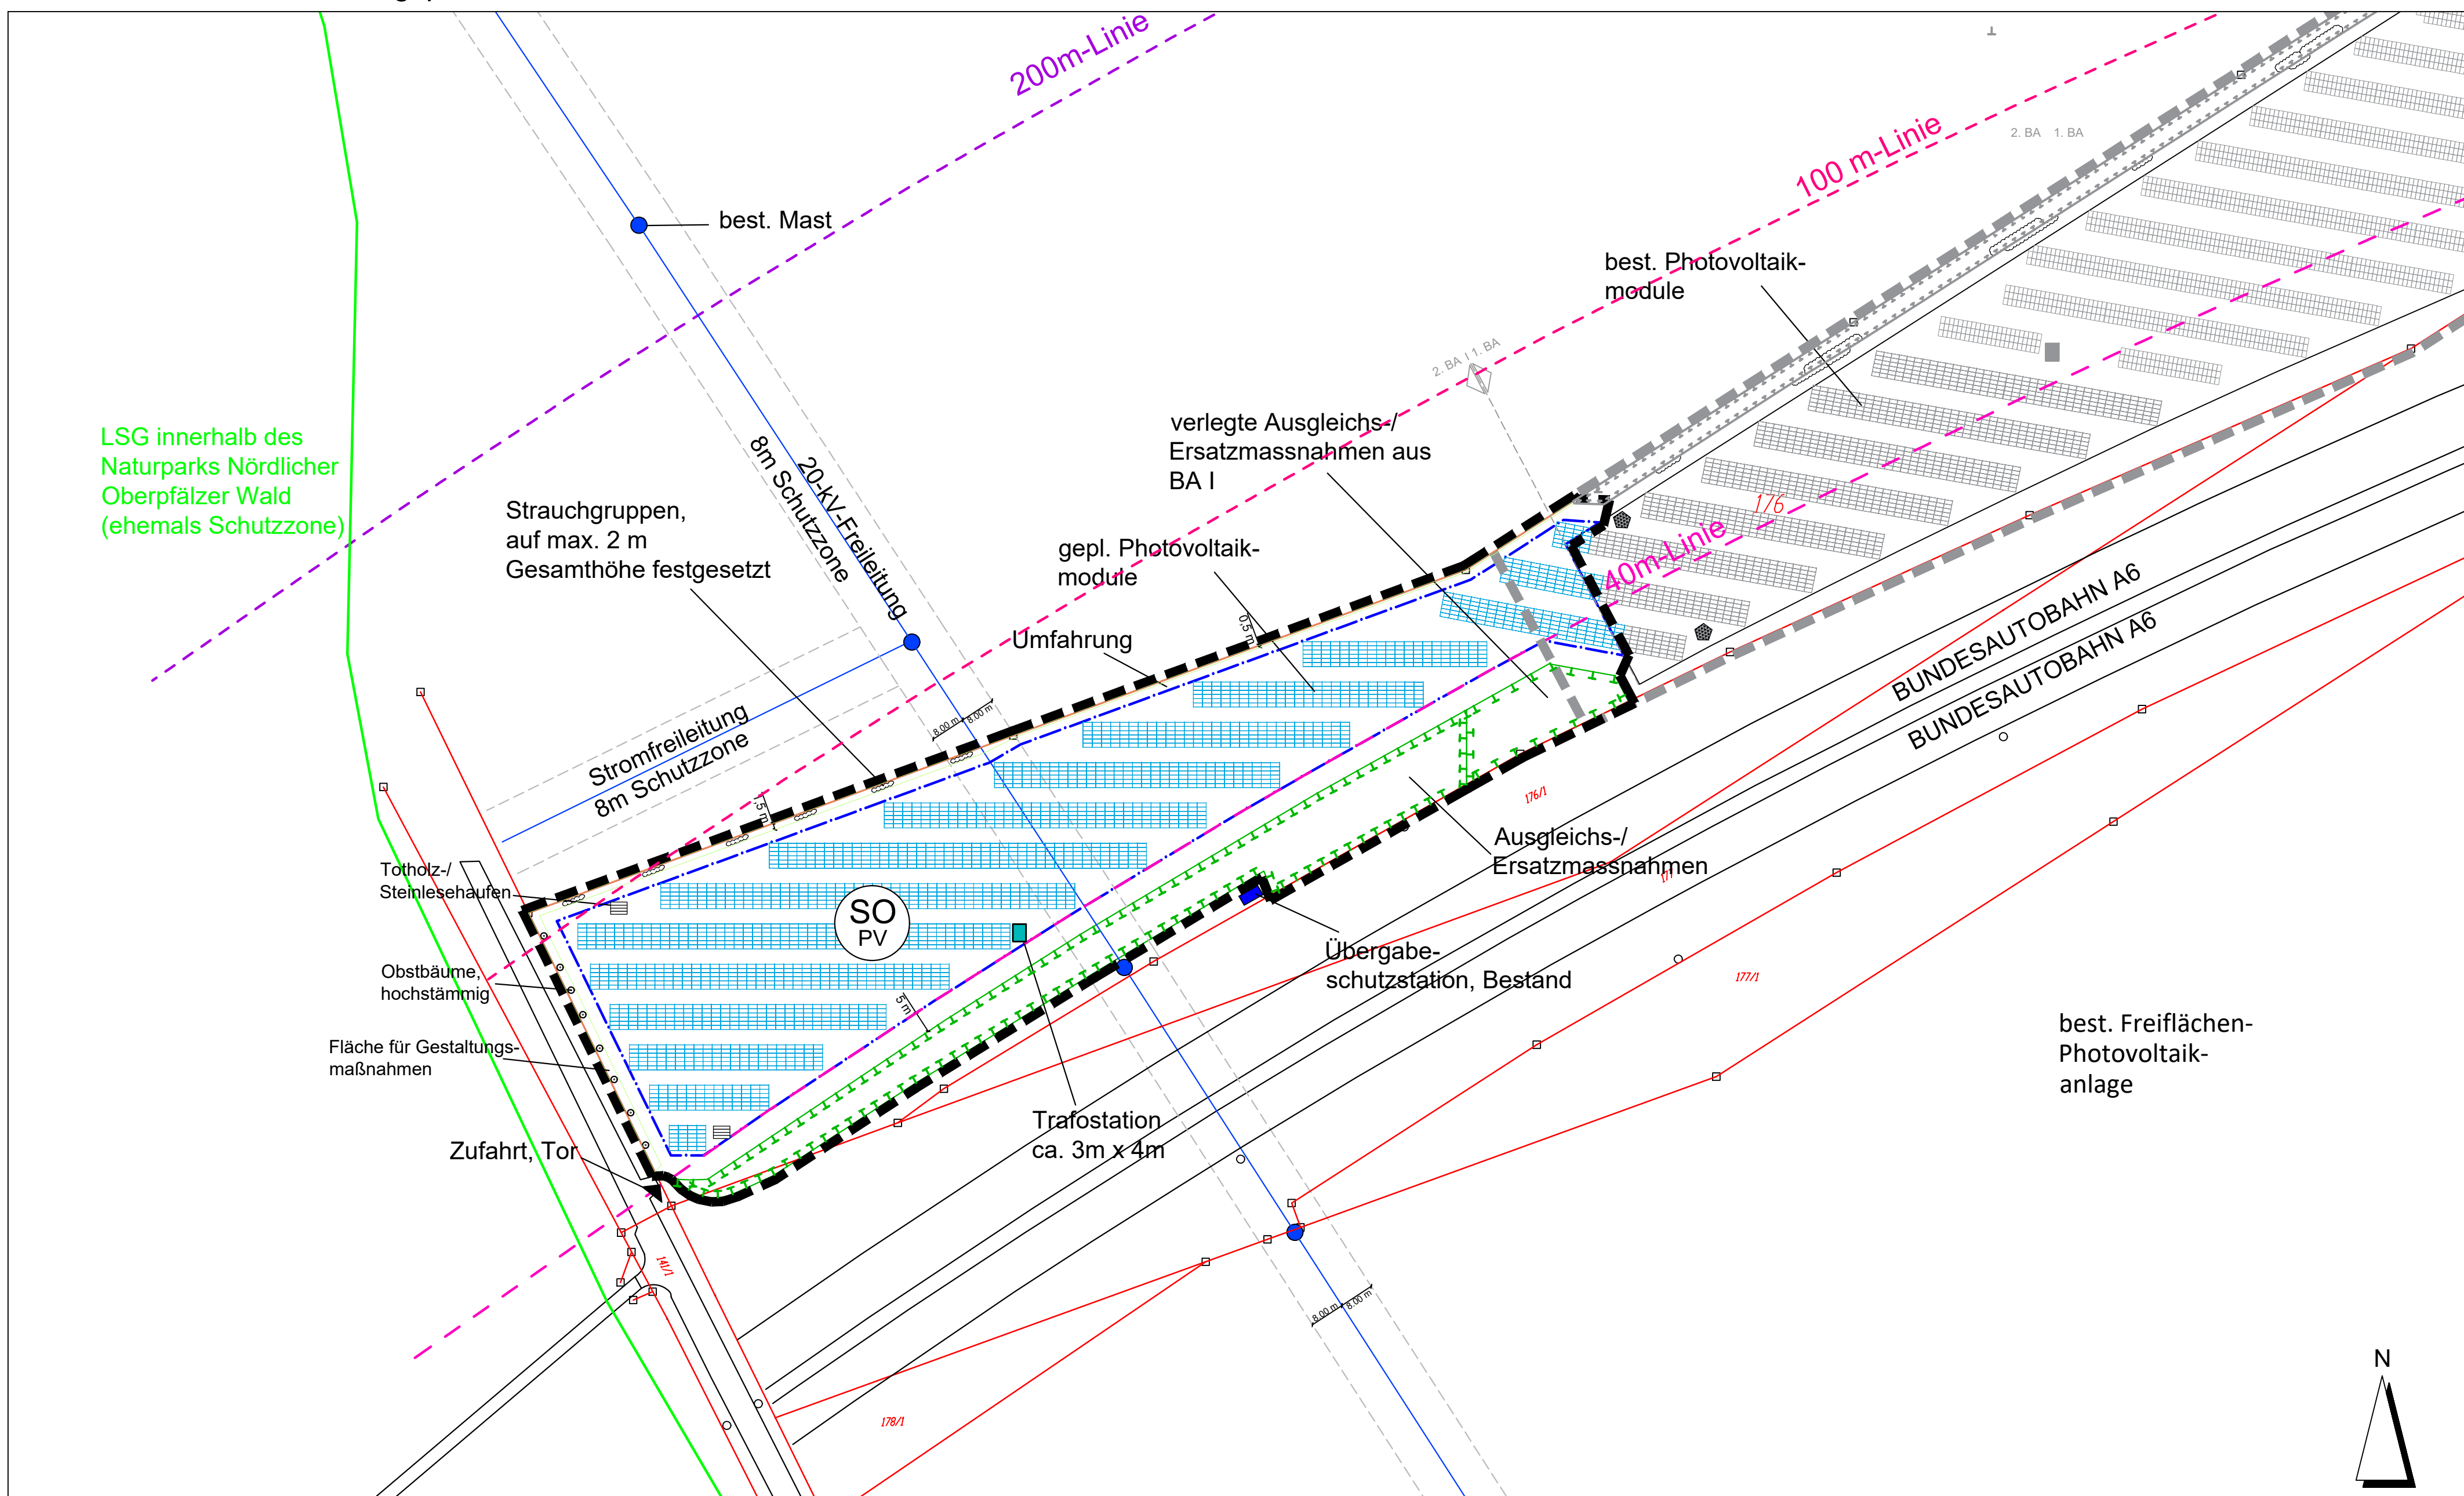 200m-Linie
100 m-Linie
2. BA 1. BA
best. Mast
best. Photovoltaik-
module
2. BA 1. BA
verlegte Ausgleichs-/
Ersatzmassnahmen aus
BA I
LSG innerhalb des
Naturparks Nördlicher
Oberpfälzer Wald
(ehemals Schutzzone)
20-kV-Freileitung
8m Schutzzone
Strauchgruppen,
auf max. 2 m
Gesamthöhe festgesetzt
gepl. Photovoltaik-
module
176
40m-Linie
Umfahrung
0,5 m
BUNDESAUTOBAHN A6
BUNDESAUTOBAHN A6
8.00 m 8.00 m
Stromfreileitung
8m Schutzzone
176/1
Ausgleichs-/
Ersatzmassnahmen
Totholz-/
Steinlesehaufen
SO
PV
Übergabe-
schutzstation, Bestand
177/1
Obstbäume,
hochstämmig
5 m
best. Freiflächen-
Photovoltaik-
anlage
Fläche für Gestaltungs-
maßnahmen
Trafostation
ca. 3m x 4m
Zufahrt, Tor
141/1
8.00 m 8.00 m
N
178/1